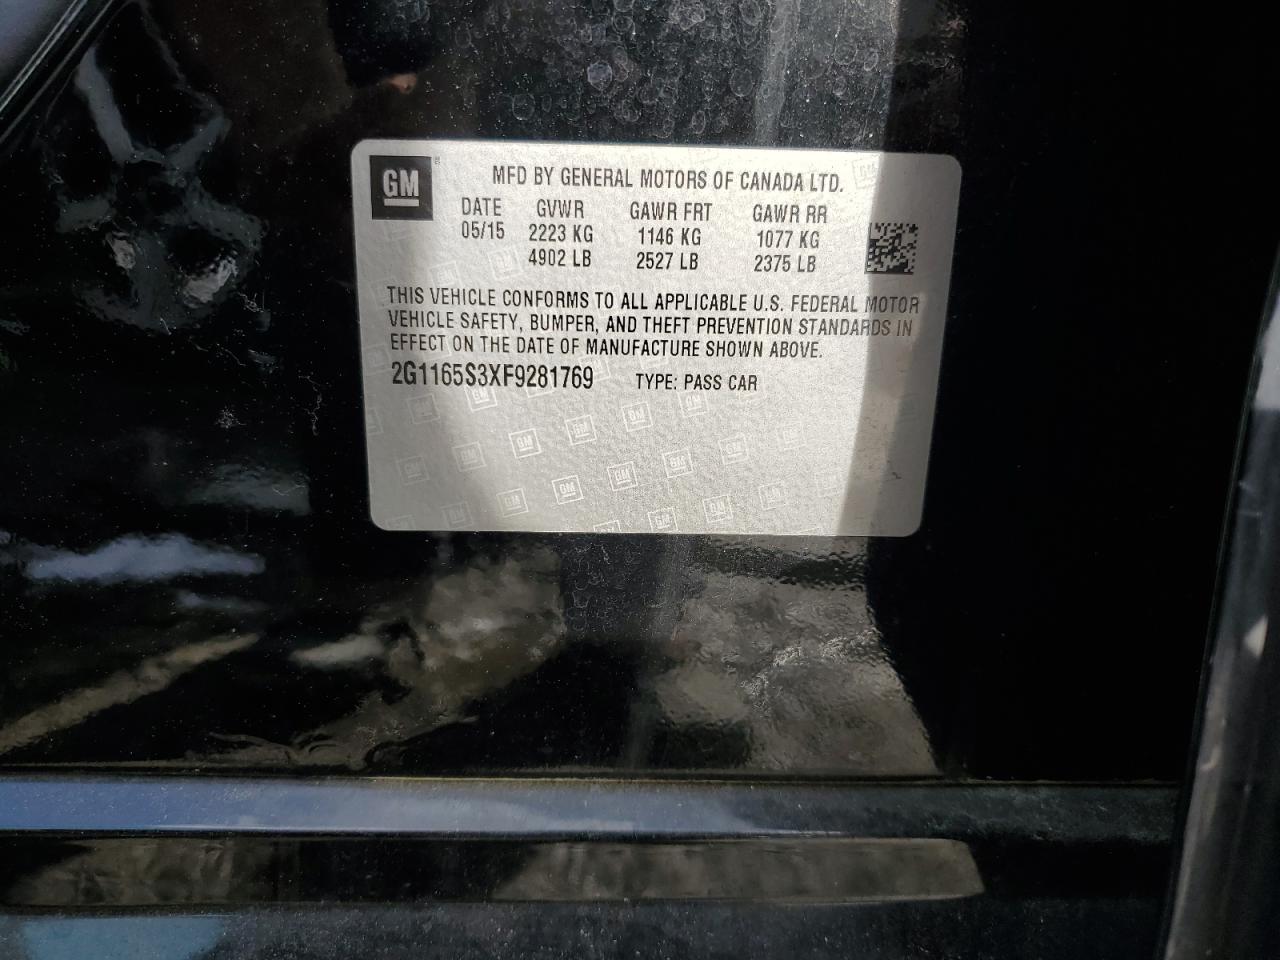 GM
MFD BY GENERAL MOTORS OF CANADA LTD.
DATE GVWR GAWR FRT GAWR RR
05/15 2223 KG 1146 KG 1077 KG
4902 LB 2527 LB 2375 LB
THIS VEHICLE CONFORMS TO ALL APPLICABLE U.S. FEDERAL MOTOR
VEHICLE SAFETY, BUMPER, AND THEFT PREVENTION STANDARDS IN
EFFECT ON THE DATE OF MANUFACTURE SHOWN ABOVE.
2G1165S3XF9281769 TYPE: PASS CAR